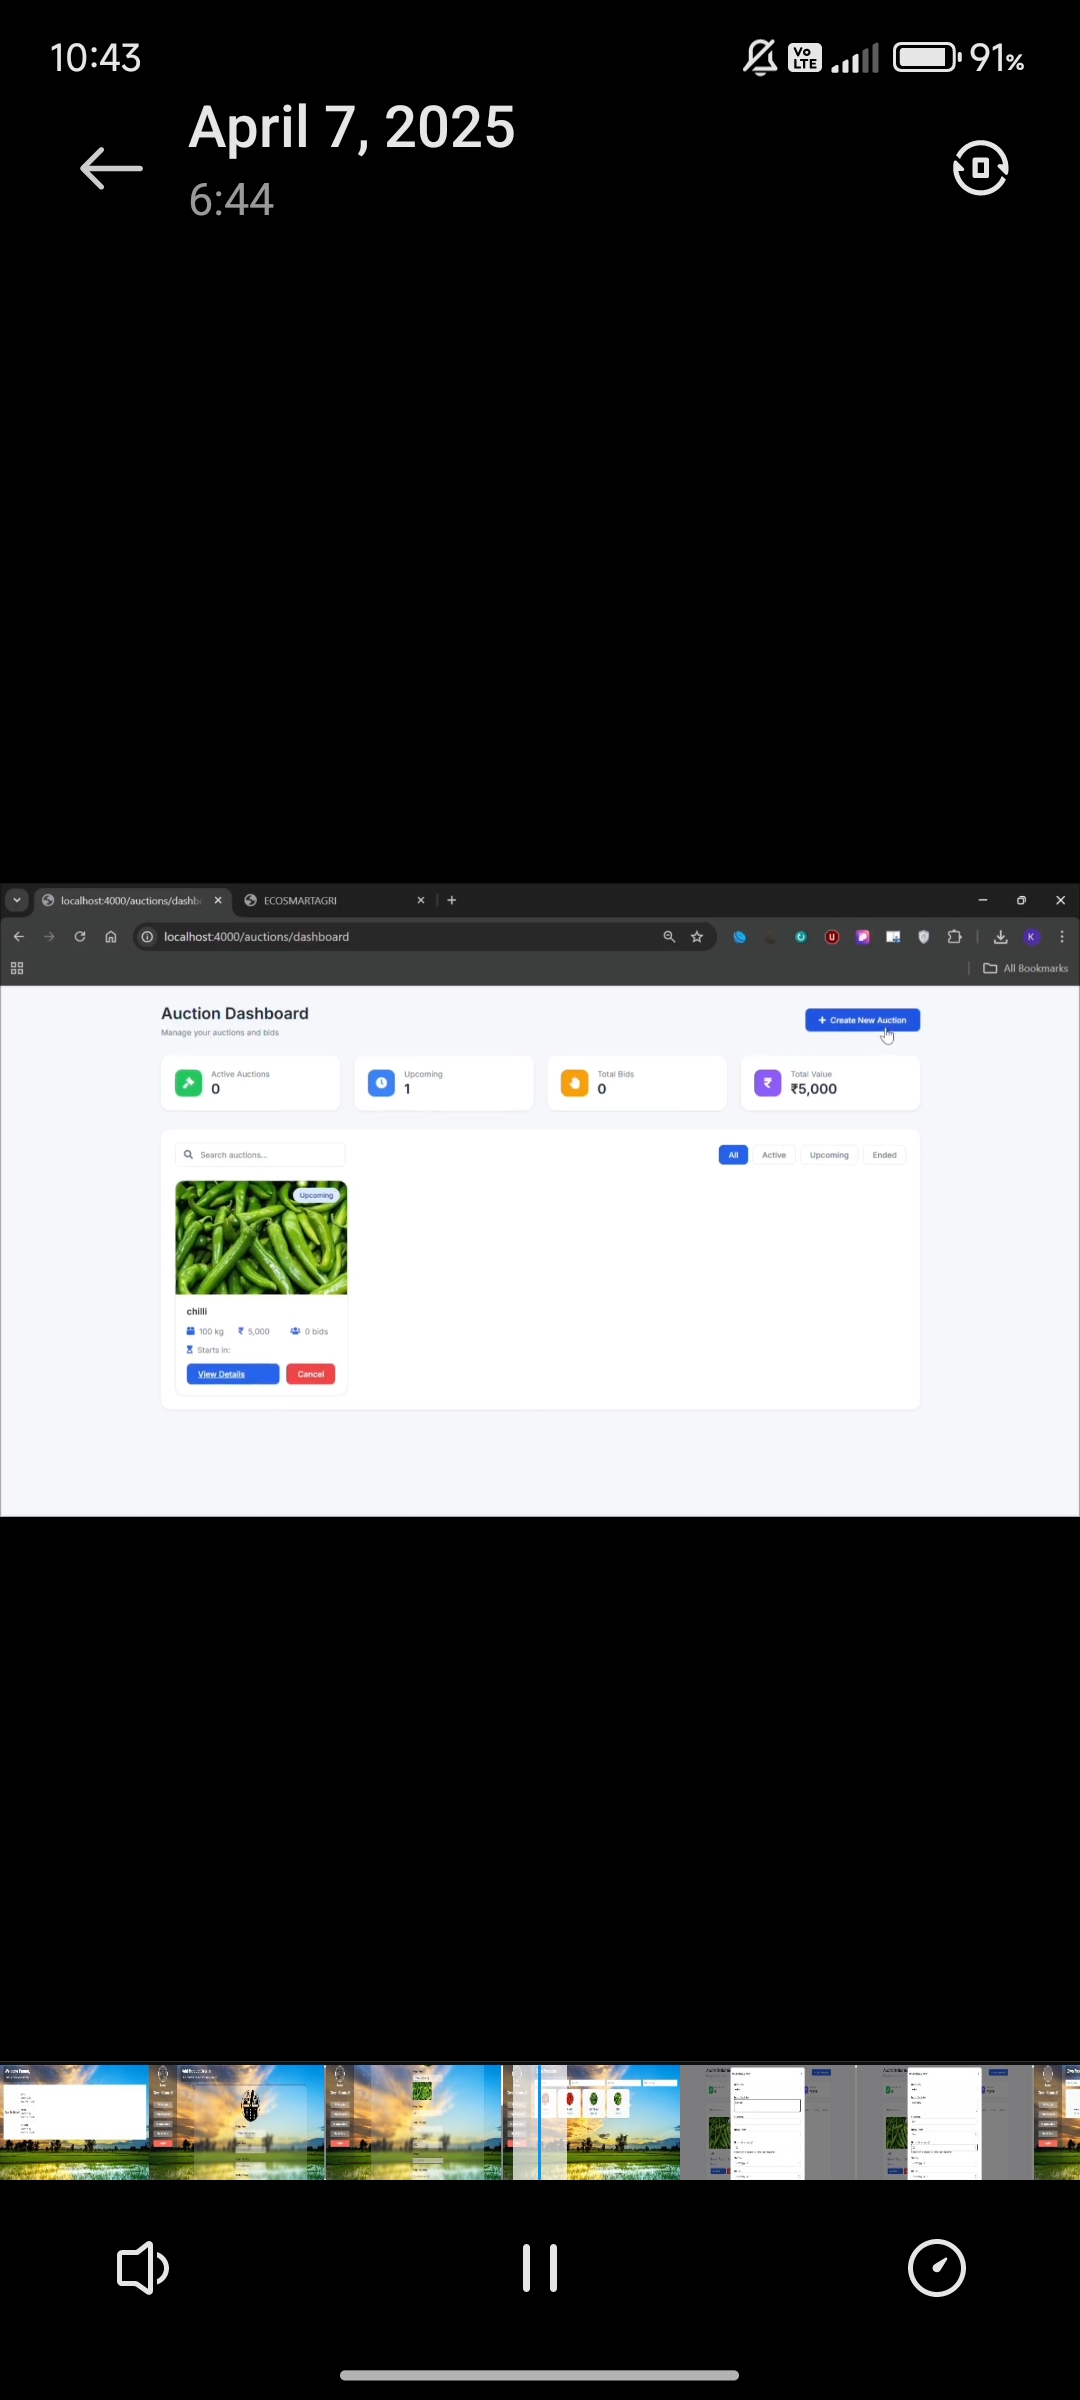 10:43
Vo LTE
91%
April 7, 2025
6:44
localhost:4000/auctions/dashb
ECOSMARTAGRI
localhost:4000/auctions/dashboard
K
All Bookmarks
Auction Dashboard
Manage your auctions and bids
+ Create New Auction
Active Auctions
0
Upcoming
1
Total Bids
0
Total Value
₹5,000
Search auctions...
All
Active
Upcoming
Ended
Upcoming
chilli
100 kg
₹ 5,000
0 bids
Starts in:
View Details
Cancel